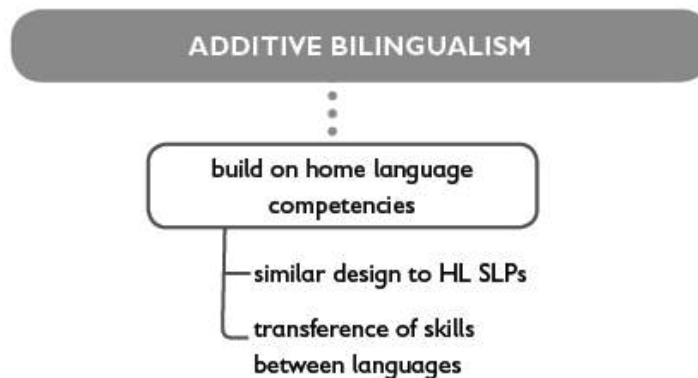 ADDITIVE BILINGUALISM
build on home language
competencies
similar design to HL SLPs
transference of skills
between languages